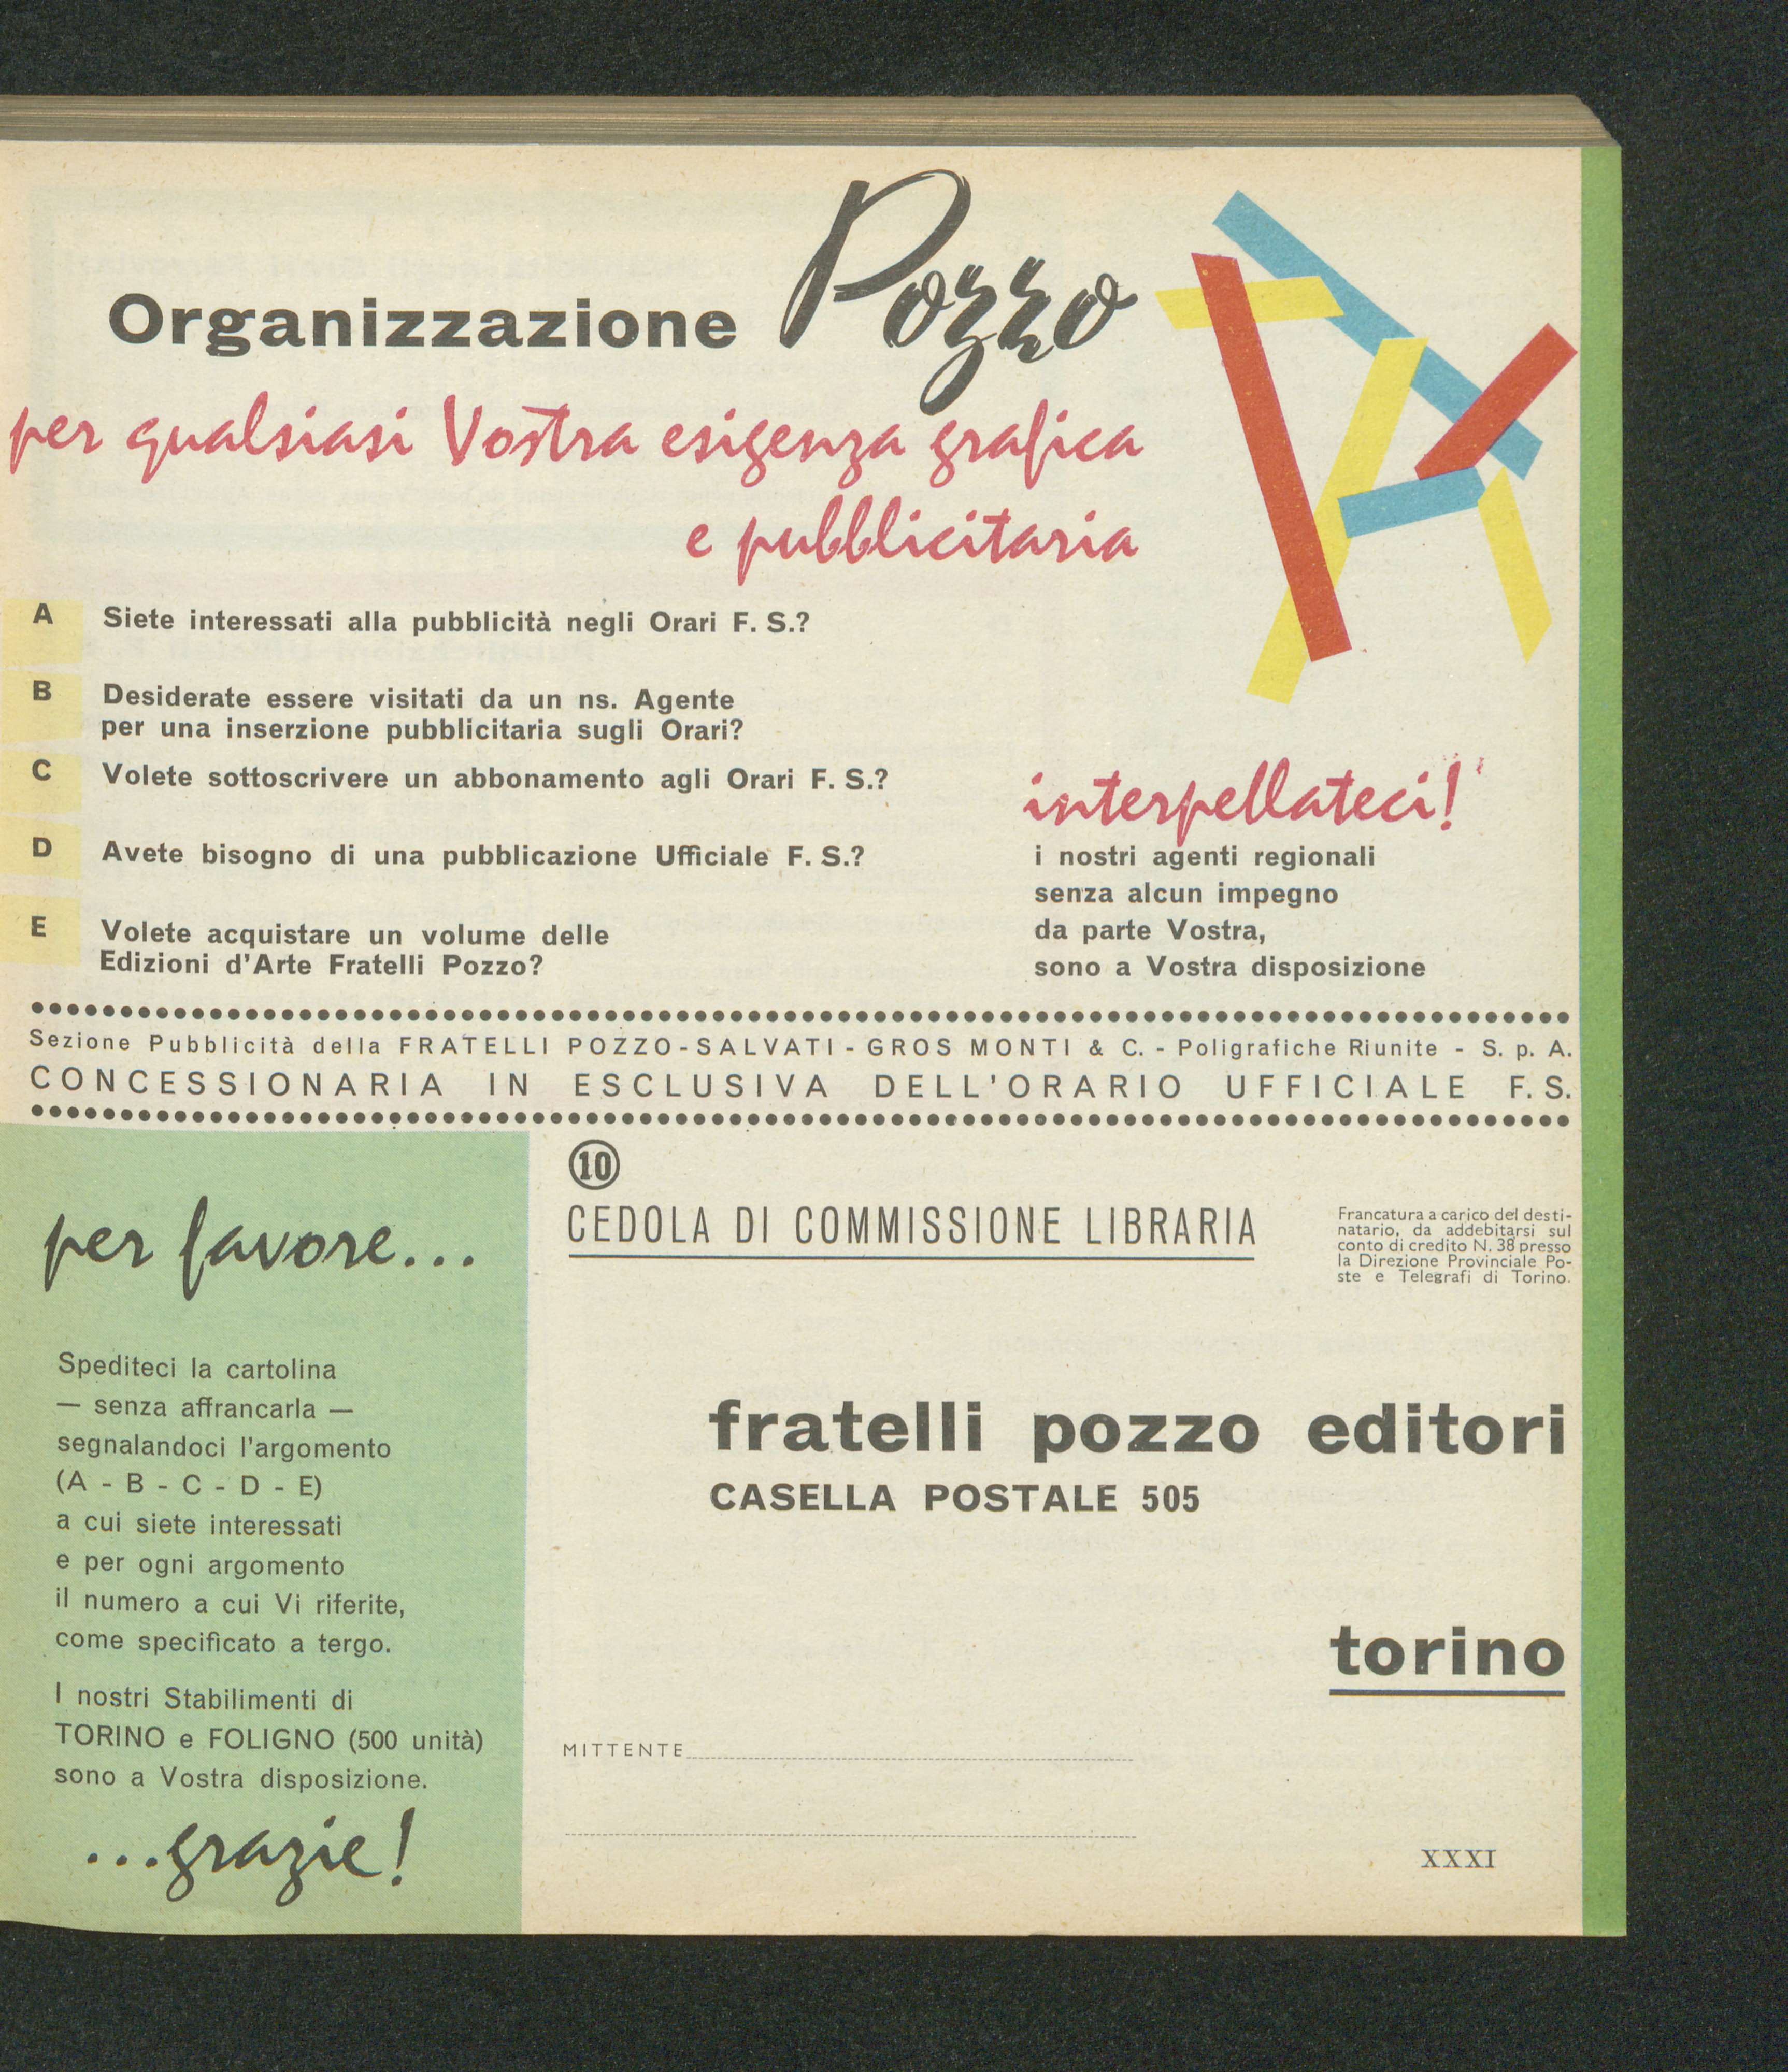 Organizzazione Pozzo
per qualsiasi Vostra esigenza grafica
e pubblicitaria
A Siete interessati alla pubblicità negli Orari F. S.?
B Desiderate essere visitati da un ns. Agente
per una inserzione pubblicitaria sugli Orari?
C Volete sottoscrivere un abbonamento agli Orari F. S.?
D Avete bisogno di una pubblicazione Ufficiale F. S.?
E Volete acquistare un volume delle
Edizioni d'Arte Fratelli Pozzo?
interpellateci!
i nostri agenti regionali
senza alcun impegno
da parte Vostra,
sono a Vostra disposizione
Sezione Pubblicità della FRATELLI POZZO-SALVATI-GROS MONTI & C. - Poligrafiche Riunite - S. p. A.
CONCESSIONARIA IN ESCLUSIVA DELL'ORARIO UFFICIALE F. S.
per favore...
Spediteci la cartolina
— senza affrancarla —
segnalandoci l'argomento
(A - B - C - D - E)
a cui siete interessati
e per ogni argomento
il numero a cui Vi riferite,
come specificato a tergo.
I nostri Stabilimenti di
TORINO e FOLIGNO (500 unità)
sono a Vostra disposizione.
...grazie!
10
CEDOLA DI COMMISSIONE LIBRARIA
Francatura a carico del desti-
natario, da addebitarsi sul
conto di credito N. 38 presso
la Direzione Provinciale Po-
ste e Telegrafi di Torino.
fratelli pozzo editori
CASELLA POSTALE 505
torino
MITTENTE
XXXI